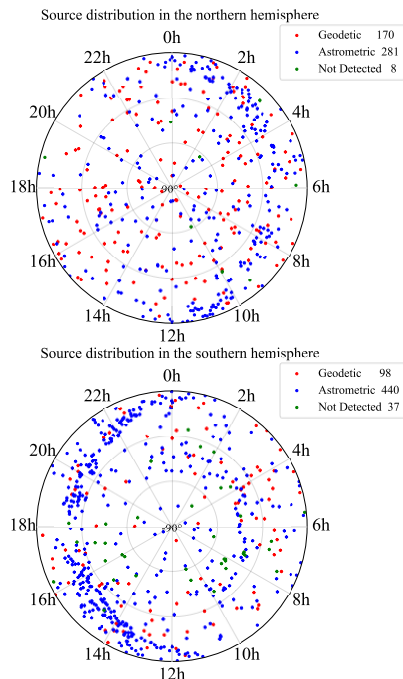 Source distribution in the northern hemisphere
Geodetic 170
Astrometric 281
Not Detected 8
0h
2h
4h
6h
8h
10h
12h
14h
16h
18h
20h
22h
90°
Source distribution in the southern hemisphere
Geodetic 98
Astrometric 440
Not Detected 37
0h
2h
4h
6h
8h
10h
12h
14h
16h
18h
20h
22h
-90°